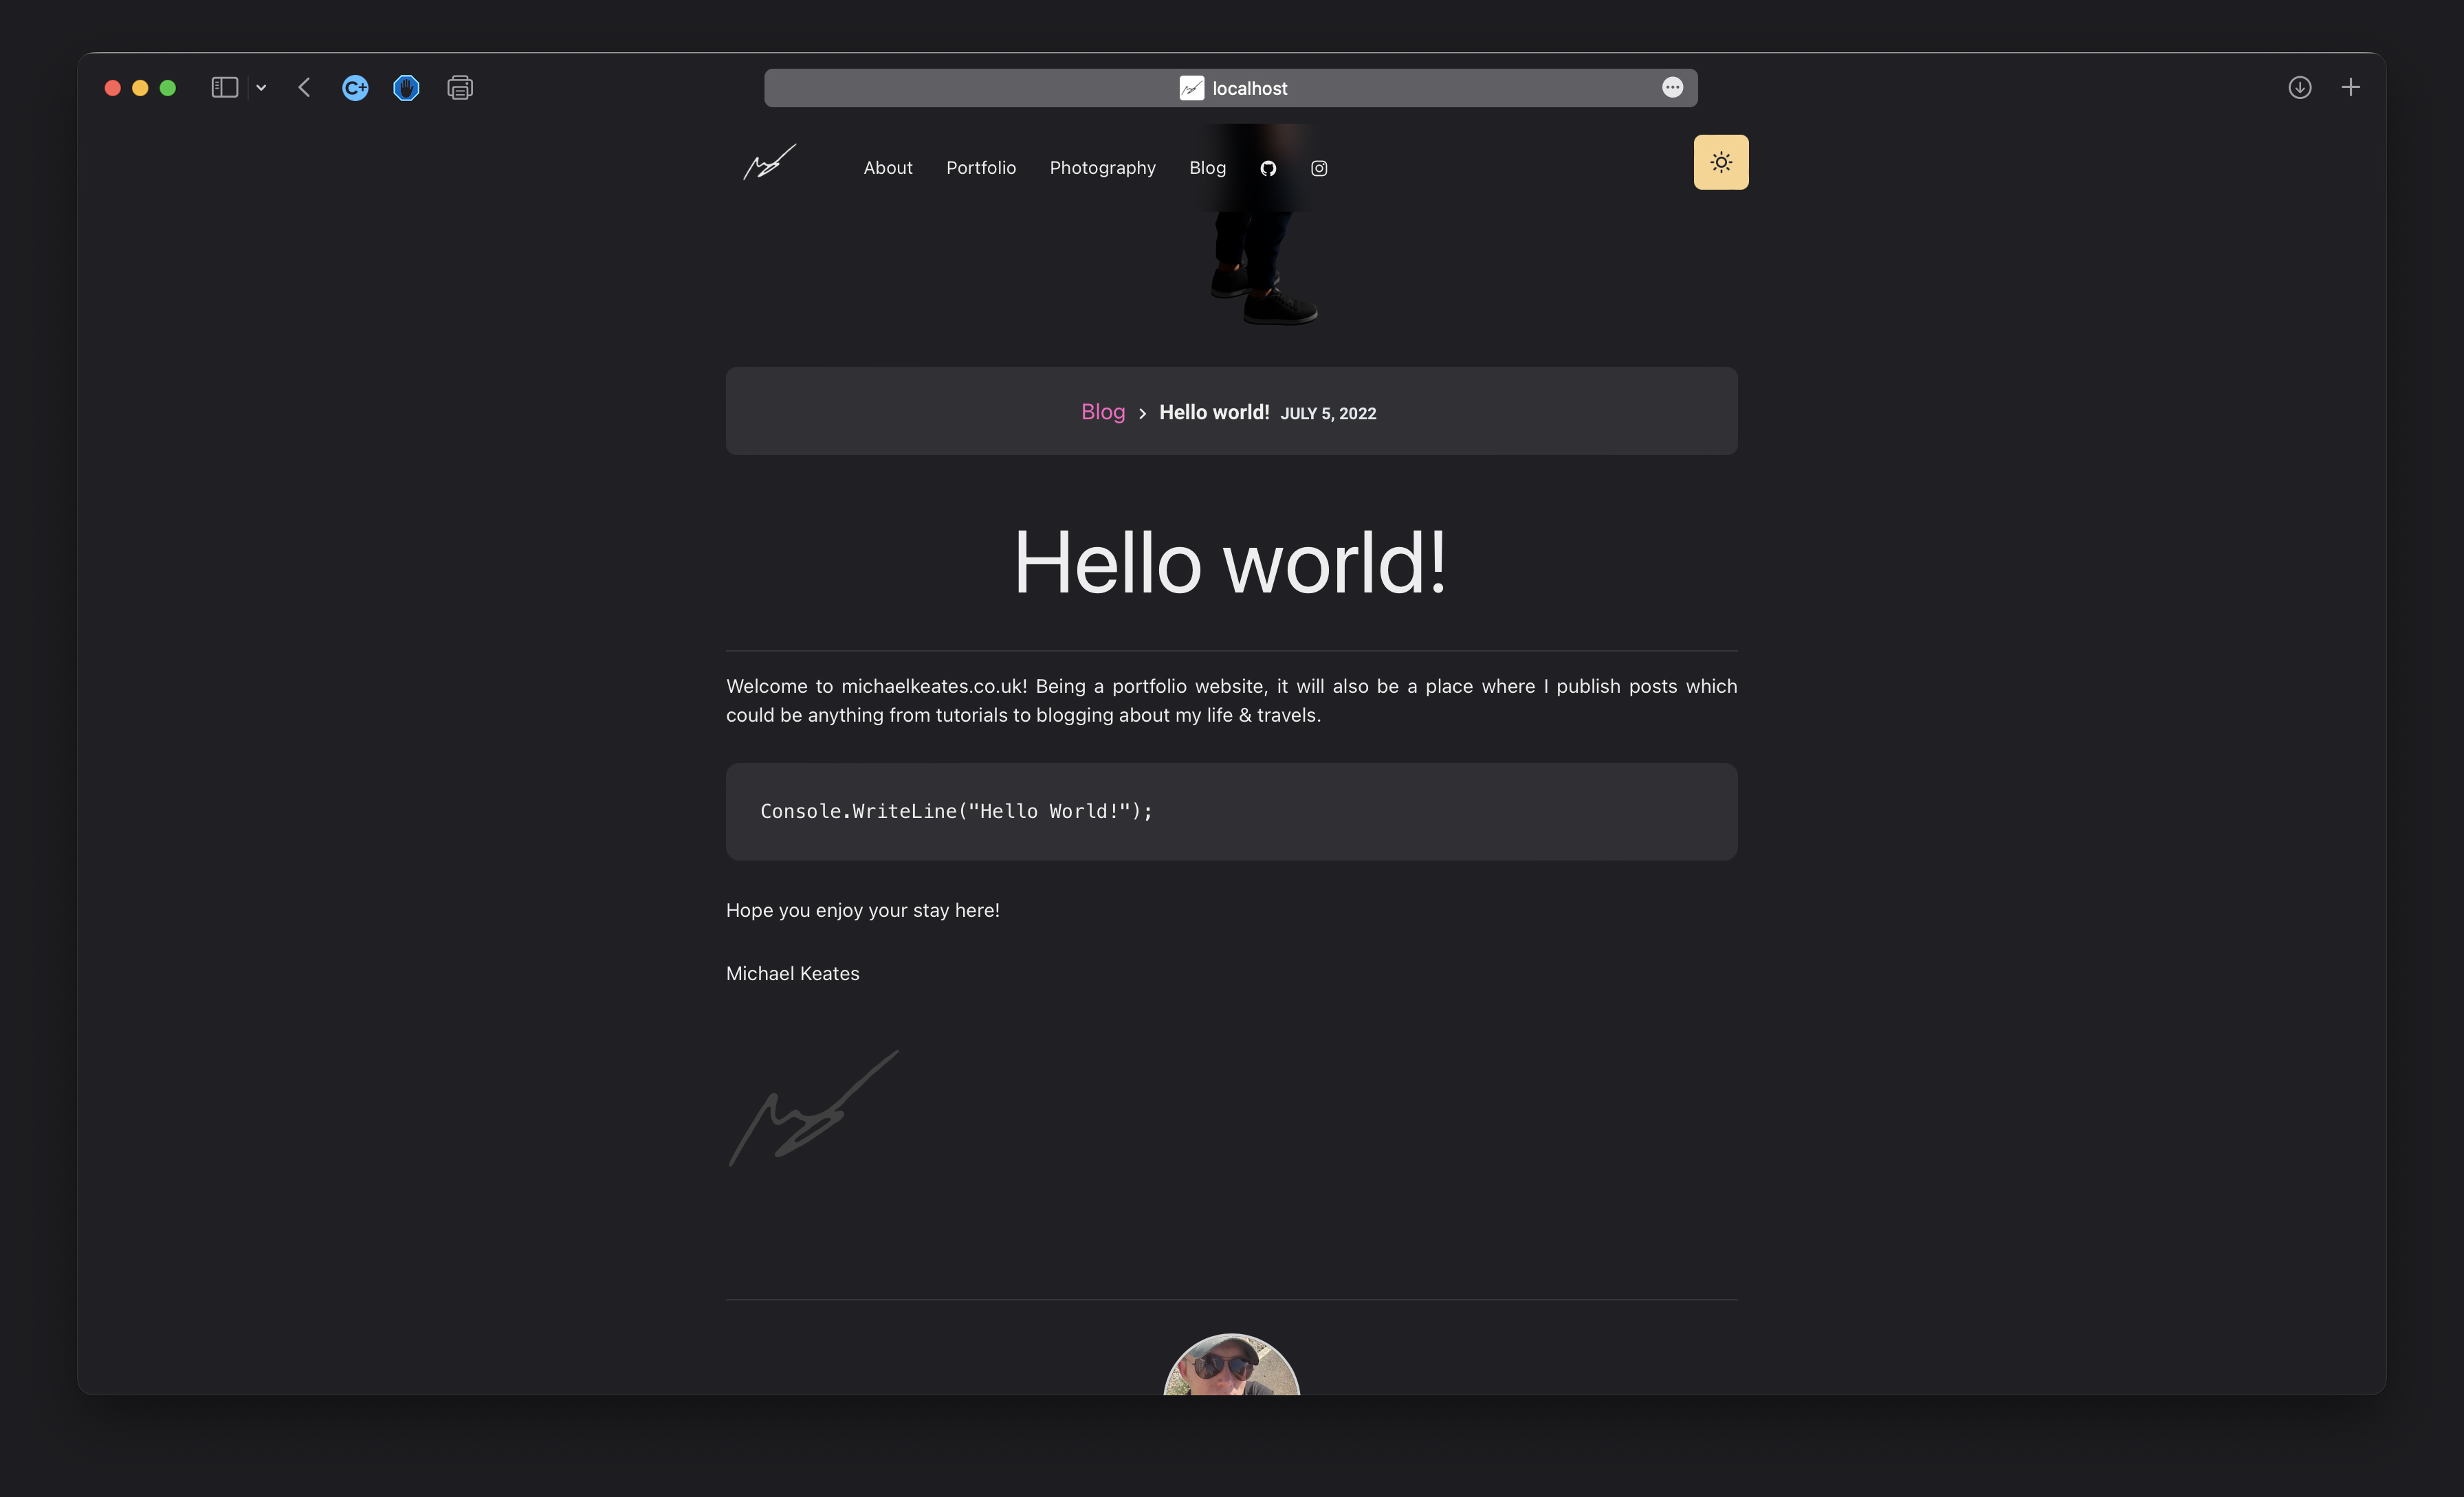 localhost
About Portfolio Photography Blog
Blog › Hello world! JULY 5, 2022
Hello world!
Welcome to michaelkeates.co.uk! Being a portfolio website, it will also be a place where I publish posts which
could be anything from tutorials to blogging about my life & travels.
Console.WriteLine("Hello World!");
Hope you enjoy your stay here!
Michael Keates